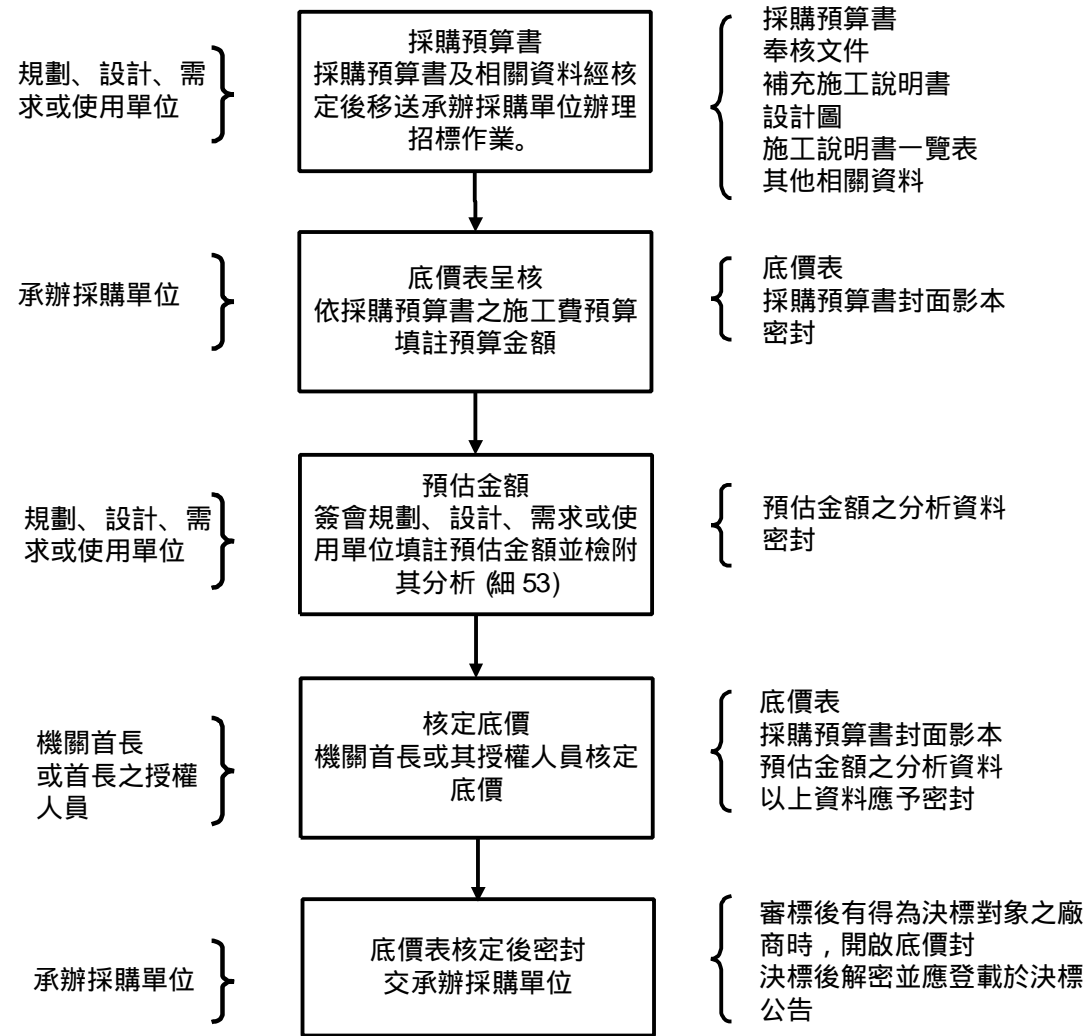 規劃、設計、需
求或使用單位
採購預算書
採購預算書及相關資料經核
定後移送承辦採購單位辦理
招標作業。
採購預算書
奉核文件
補充施工說明書
設計圖
施工說明書一覽表
其他相關資料
承辦採購單位
底價表呈核
依採購預算書之施工費預算
填註預算金額
底價表
採購預算書封面影本
密封
規劃、設計、需
求或使用單位
預估金額
簽會規劃、設計、需求或使
用單位填註預估金額並檢附
其分析 (細 53)
預估金額之分析資料
密封
機關首長
或首長之授權
人員
核定底價
機關首長或其授權人員核定
底價
底價表
採購預算書封面影本
預估金額之分析資料
以上資料應予密封
承辦採購單位
底價表核定後密封
交承辦採購單位
審標後有得為決標對象之廠
商時，開啟底價封
決標後解密並應登載於決標
公告